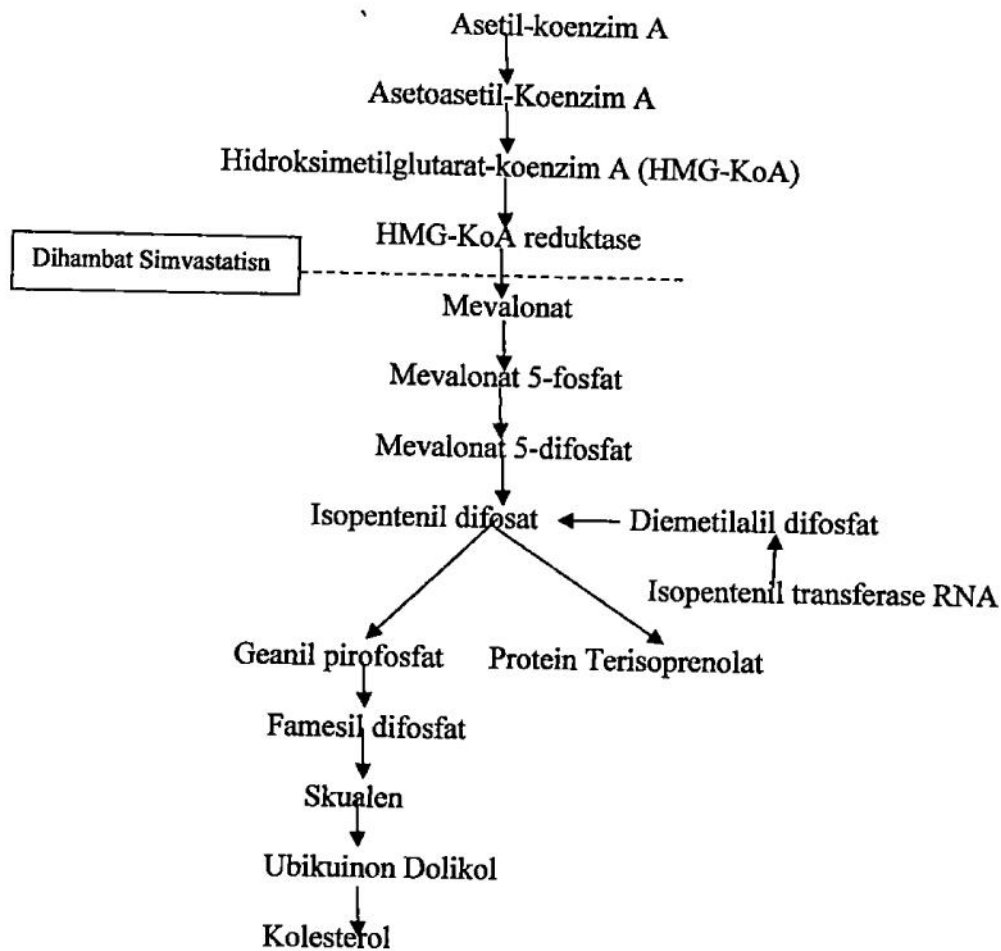 Asetil-koenzim A
Asetoasetil-Koenzim A
Hidroksimetilglutarat-koenzim A (HMG-KoA)
HMG-KoA reduktase
Dihambat Simvastatisn
Mevalonat
Mevalonat 5-fosfat
Mevalonat 5-difosfat
Isopentenil difosat
Diemetilalil difosfat
Isopentenil transferase RNA
Geanil pirofosfat
Protein Terisoprenolat
Famesil difosfat
Skualen
Ubikuinon Dolikol
Kolesterol